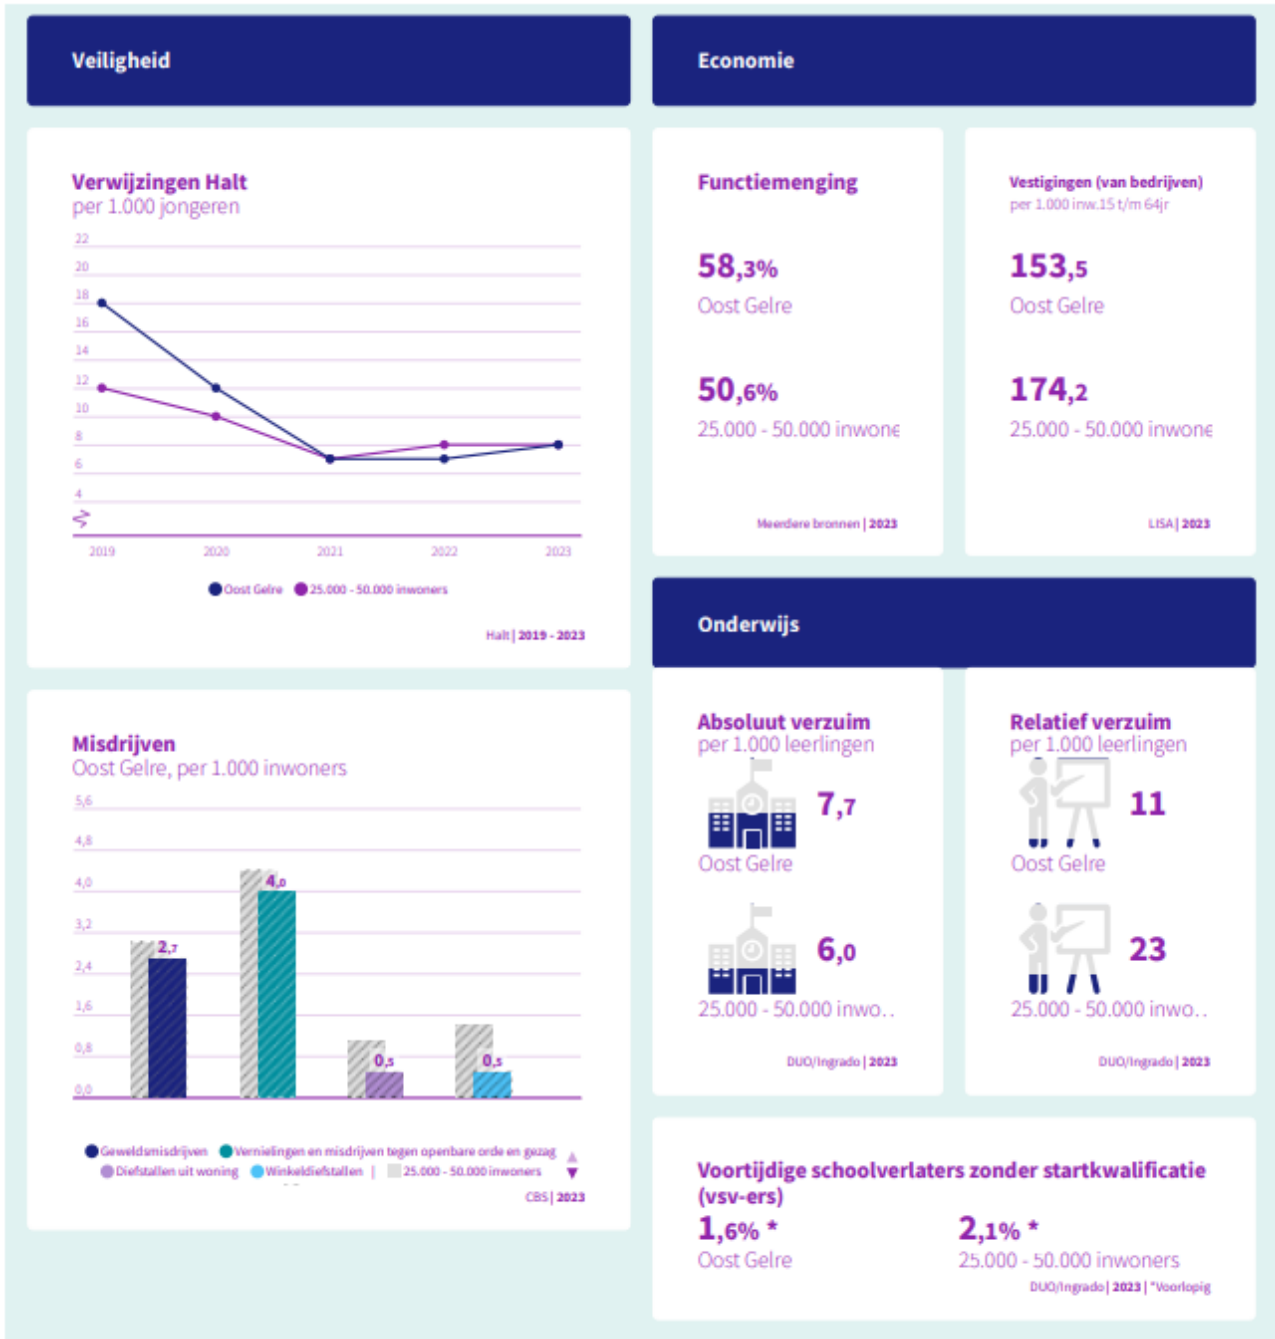 Veiligheid
Verwijzingen Halt
per 1.000 jongeren
22
20
18
16
14
12
10
8
6
4
2019 2020 2021 2022 2023
Oost Gelre 25.000 - 50.000 inwoners
Halt | 2019 - 2023
Misdrijven
Oost Gelre, per 1.000 inwoners
5,6
4,8
4,0
3,2
2,4
1,6
0,8
0,0
2,7
4,0
0,5
0,5
Geweldsmisdrijven Vernielingen en misdrijven tegen openbare orde en gezag
Diefstallen uit woning Winkeldiefstallen | 25.000 - 50.000 inwoners
CBS | 2023
Economie
Functiemenging
58,3%
Oost Gelre
50,6%
25.000 - 50.000 inwone
Meerdere bronnen | 2023
Vestigingen (van bedrijven)
per 1.000 inw.15 t/m 64jr
153,5
Oost Gelre
174,2
25.000 - 50.000 inwone
LISA | 2023
Onderwijs
Absoluut verzuim
per 1.000 leerlingen
7,7
Oost Gelre
6,0
25.000 - 50.000 inwo..
DUO/Ingrado | 2023
Relatief verzuim
per 1.000 leerlingen
11
Oost Gelre
23
25.000 - 50.000 inwo..
DUO/Ingrado | 2023
Voortijdige schoolverlaters zonder startkwalificatie
(vsv-ers)
1,6% * 2,1% *
Oost Gelre 25.000 - 50.000 inwoners
DUO/Ingrado | 2023 | *Voorlopig